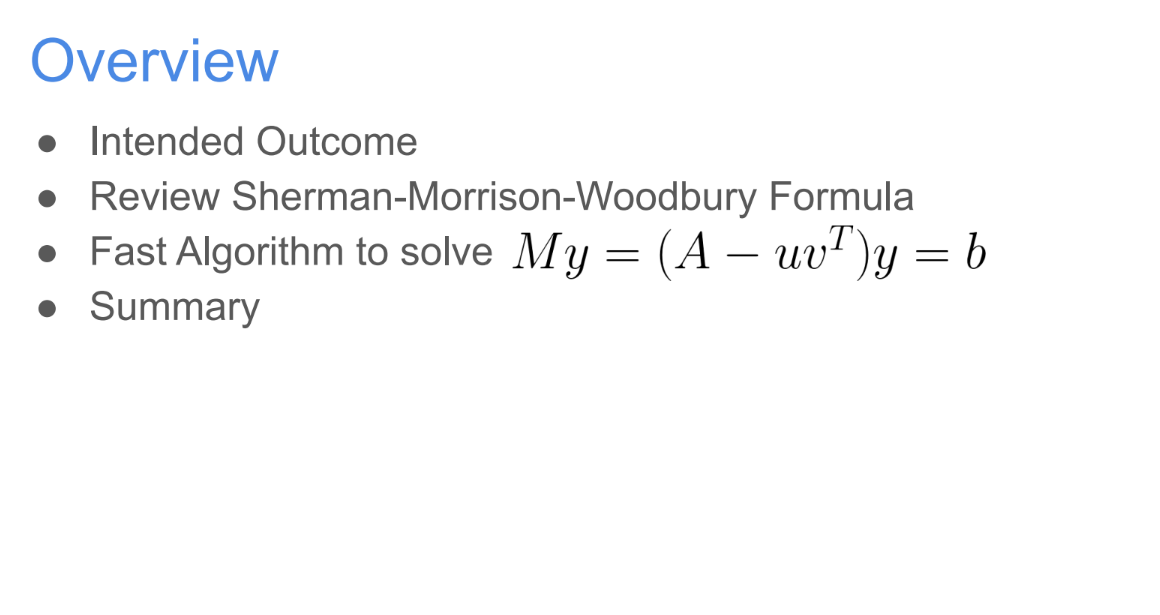 Overview
● Intended Outcome
● Review Sherman-Morrison-Woodbury Formula
● Fast Algorithm to solve $My = (A - uv^T)y = b$
● Summary